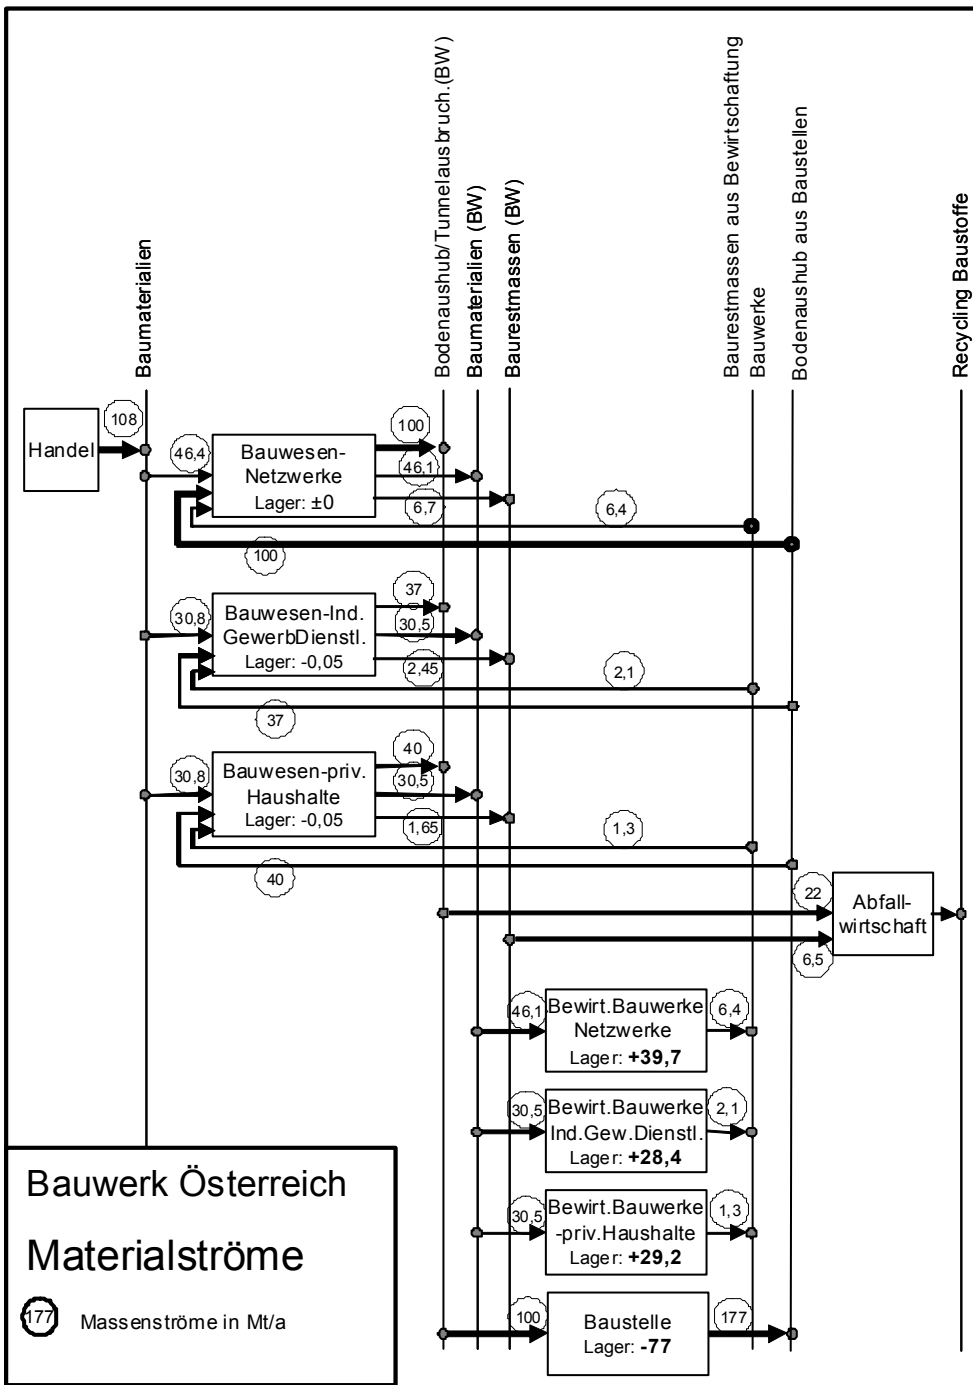 Baumaterialien
Bodenaushub/Tunnelausbruch.(BW)
Baumaterialien (BW)
Baurestmassen (BW)
Baurestmassen aus Bewirtschaftung
Bauwerke
Bodenaushub aus Baustellen
Recycling Baustoffe
Handel
108
46,4
Bauwesen-
Netzwerke
Lager: ±0
100
46,1
6,7
6,4
100
30,8
Bauwesen-Ind.
GewerbDienstl.
Lager: -0,05
37
30,5
2,45
2,1
37
30,8
Bauwesen-priv.
Haushalte
Lager: -0,05
40
30,5
1,65
1,3
40
22
6,5
Abfall-
wirtschaft
46,1
Bewirt.Bauwerke
Netzwerke
Lager: +39,7
6,4
30,5
Bewirt.Bauwerke
Ind.Gew.Dienstl.
Lager: +28,4
2,1
30,5
Bewirt.Bauwerke
-priv.Haushalte
Lager: +29,2
1,3
100
Baustelle
Lager: -77
177
Bauwerk Österreich
Materialströme
177 Massenströme in Mt/a